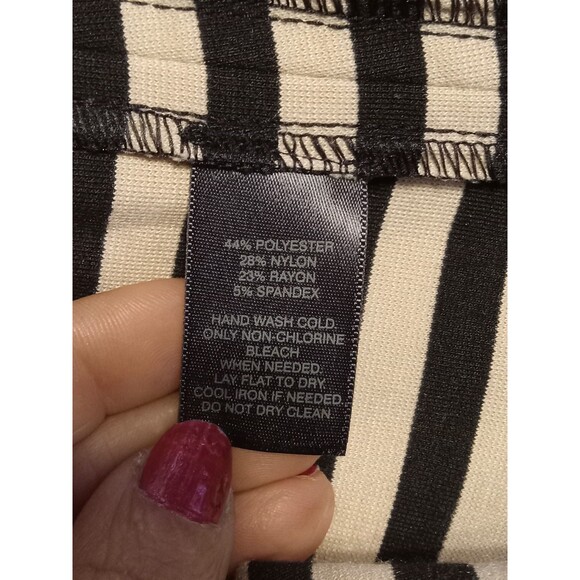 44% POLYESTER
28% NYLON
23% RAYON
5% SPANDEX
HAND WASH COLD.
ONLY NON-CHLORINE
BLEACH
WHEN NEEDED.
LAY FLAT TO DRY.
COOL IRON IF NEEDED.
DO NOT DRY CLEAN.